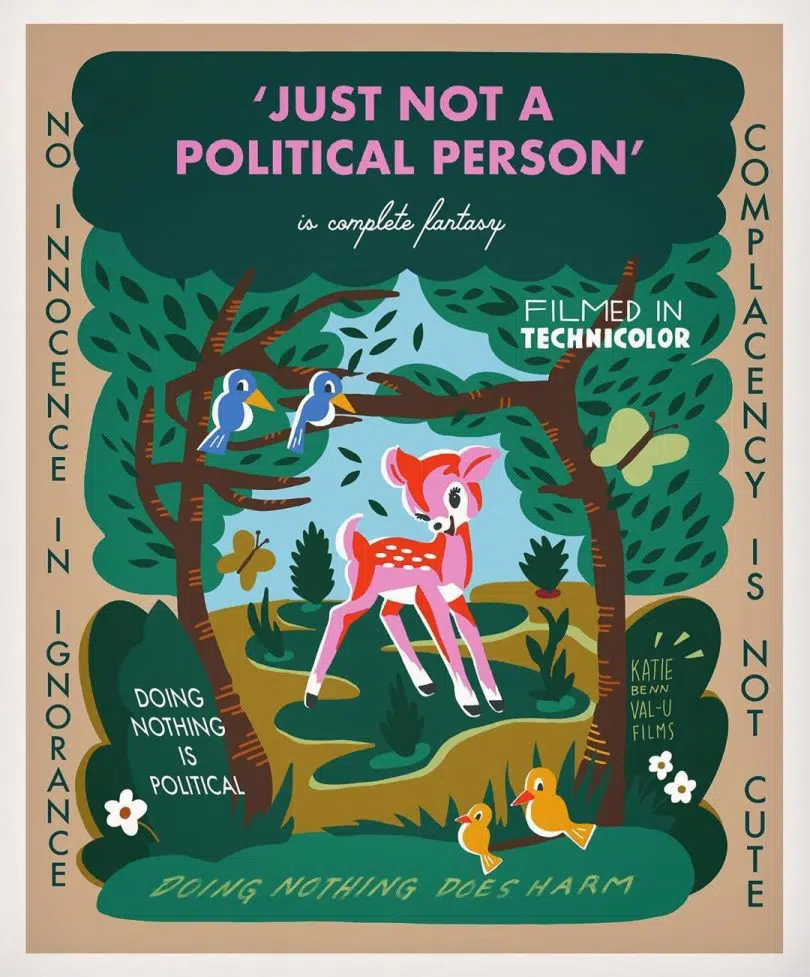 ‘JUST NOT A
POLITICAL PERSON’
is complete fantasy
FILMED IN
TECHNICOLOR
NO INNOCENCE IN IGNORANCE
COMPLACENCY IS NOT CUTE
DOING
NOTHING
IS
POLITICAL
KATIE
BENN
VAL-U
FILMS
DOING NOTHING DOES HARM